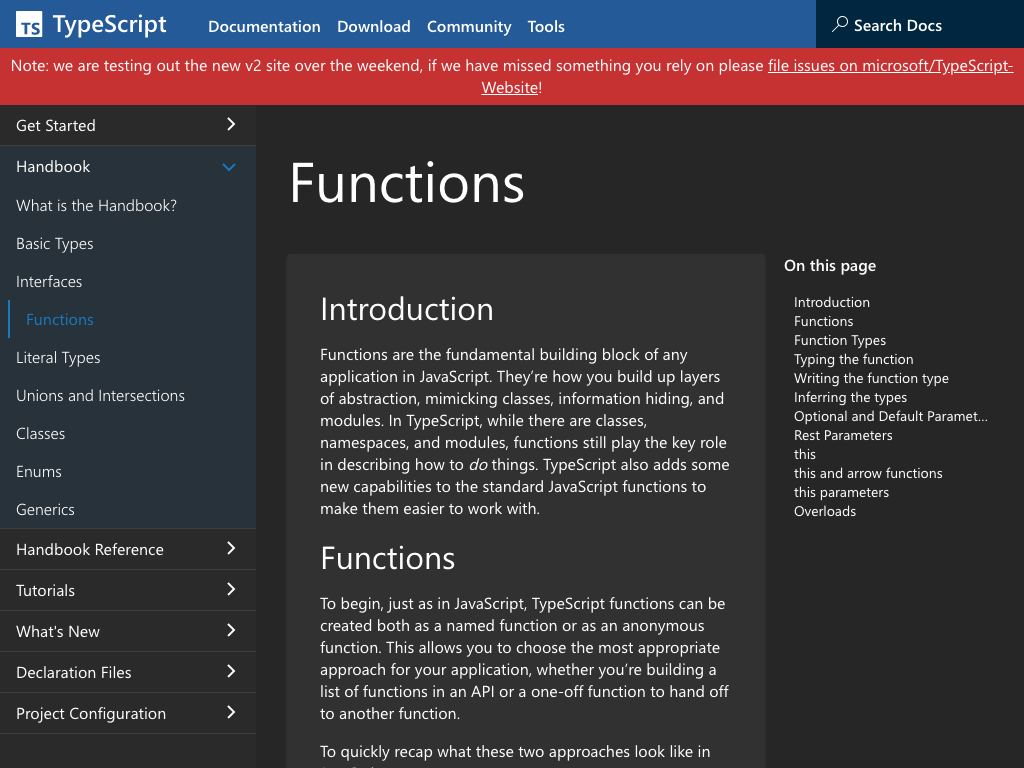 TS TypeScript
Documentation Download Community Tools
Search Docs
Note: we are testing out the new v2 site over the weekend, if we have missed something you rely on please file issues on microsoft/TypeScript-
Website!
Get Started
Handbook
What is the Handbook?
Basic Types
Interfaces
Functions
Literal Types
Unions and Intersections
Classes
Enums
Generics
Handbook Reference
Tutorials
What's New
Declaration Files
Project Configuration
Functions
Introduction
Functions are the fundamental building block of any
application in JavaScript. They’re how you build up layers
of abstraction, mimicking classes, information hiding, and
modules. In TypeScript, while there are classes,
namespaces, and modules, functions still play the key role
in describing how to do things. TypeScript also adds some
new capabilities to the standard JavaScript functions to
make them easier to work with.
Functions
To begin, just as in JavaScript, TypeScript functions can be
created both as a named function or as an anonymous
function. This allows you to choose the most appropriate
approach for your application, whether you’re building a
list of functions in an API or a one-off function to hand off
to another function.
To quickly recap what these two approaches look like in
On this page
Introduction
Functions
Function Types
Typing the function
Writing the function type
Inferring the types
Optional and Default Paramet...
Rest Parameters
this
this and arrow functions
this parameters
Overloads